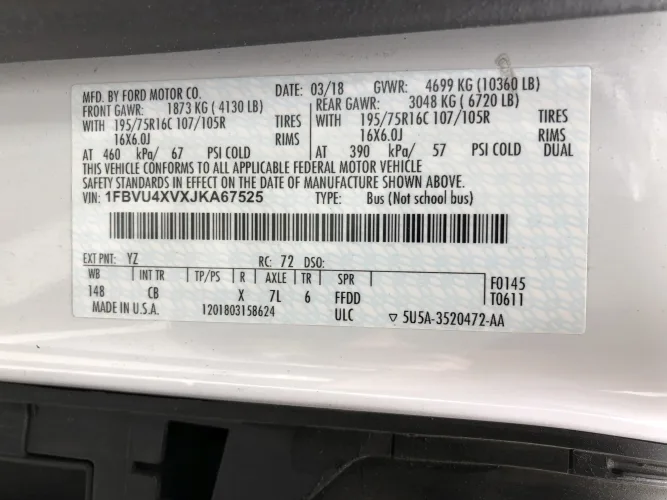 MFD. BY FORD MOTOR CO. DATE: 03/18 GVWR: 4699 KG (10360 LB)
FRONT GAWR: 1873 KG ( 4130 LB) REAR GAWR: 3048 KG ( 6720 LB)
WITH 195/75R16C 107/105R TIRES WITH 195/75R16C 107/105R TIRES
16X6.0J RIMS 16X6.0J RIMS
AT 460 kPa/ 67 PSI COLD AT 390 kPa/ 57 PSI COLD DUAL
THIS VEHICLE CONFORMS TO ALL APPLICABLE FEDERAL MOTOR VEHICLE
SAFETY STANDARDS IN EFFECT ON THE DATE OF MANUFACTURE SHOWN ABOVE.
VIN: 1FBVU4XVXJKA67525 TYPE: Bus (Not school bus)
EXT PNT: YZ RC: 72 DSO:
WB INT TR TP/PS R AXLE TR SPR F0145
148 CB X 7L 6 FFDD T0611
MADE IN U.S.A. 1201803158624 ULC ▽ 5U5A-3520472-AA